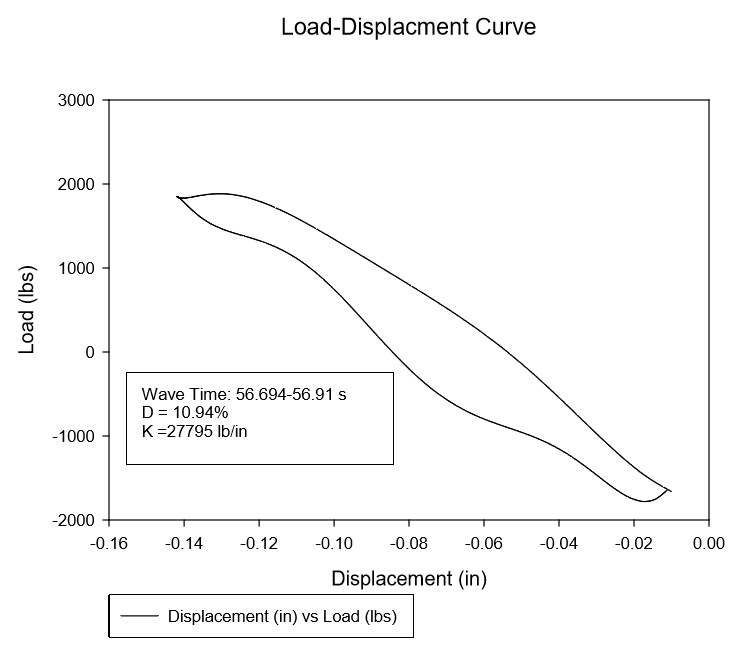 Load-Displacment Curve
3000
2000
1000
0
-1000
-2000
Load (lbs)
Wave Time: 56.694-56.91 s
D = 10.94%
K =27795 lb/in
-0.16 -0.14 -0.12 -0.10 -0.08 -0.06 -0.04 -0.02 0.00
Displacement (in)
Displacement (in) vs Load (lbs)